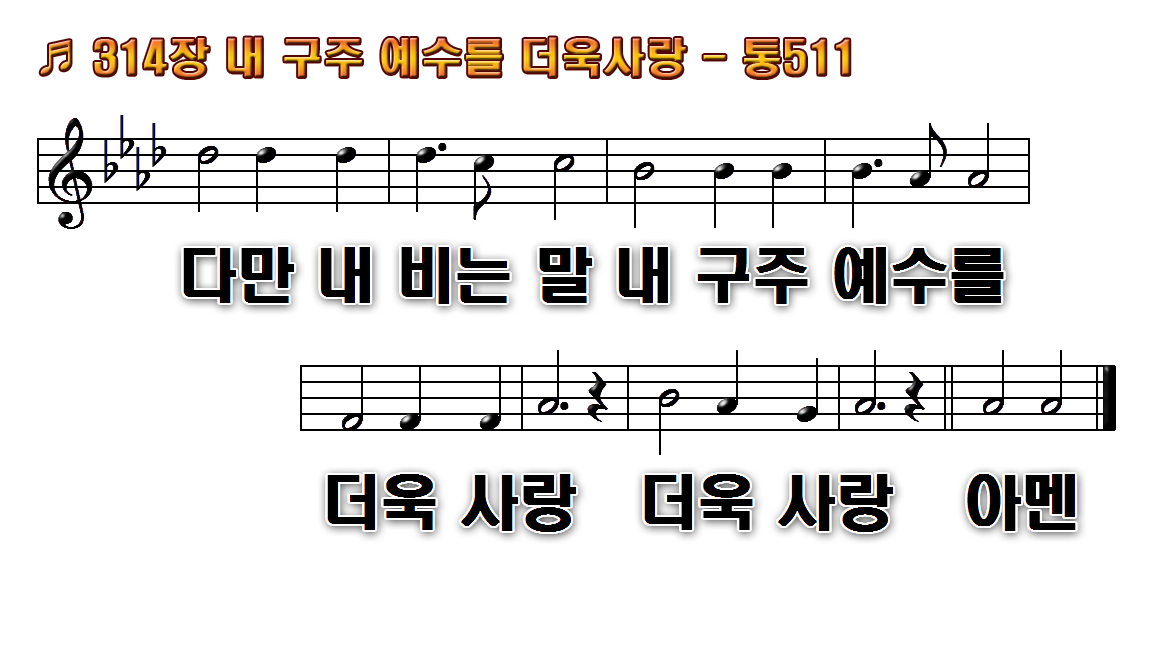 ♬ 314장 내 구주 예수를 더욱사랑 - 통511
다만 내 비는 말 내 구주 예수를
더욱 사랑 더욱 사랑 아멘